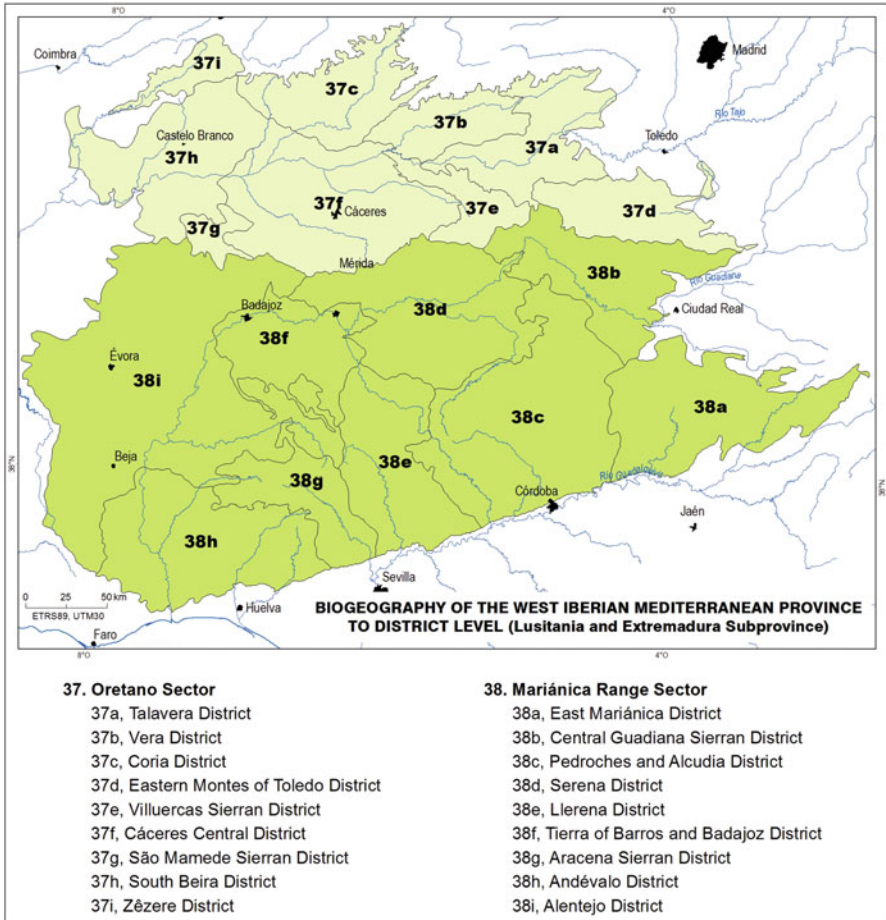 8°O
4°O
Coimbra
Madrid
37i
37c
37b
Río Tajo
Castelo Branco
Toledo
37h
37a
37f
Cáceres
37e
37d
37g
Mérida
38b
Río Guadiana
Badajoz
38d
Ciudad Real
38f
Évora
38i
38c
38a
Beja
38°N
38e
Río Guadalquivir
38g
Córdoba
38°N
Jaén
38h
Sevilla
0 25 50 km
ETRS89, UTM30
Huelva
BIOGEOGRAPHY OF THE WEST IBERIAN MEDITERRANEAN PROVINCE
TO DISTRICT LEVEL (Lusitania and Extremadura Subprovince)
Faro
8°O
4°O
37. Oretano Sector
37a, Talavera District
37b, Vera District
37c, Coria District
37d, Eastern Montes of Toledo District
37e, Villuercas Sierran District
37f, Cáceres Central District
37g, São Mamede Sierran District
37h, South Beira District
37i, Zêzere District
38. Mariánica Range Sector
38a, East Mariánica District
38b, Central Guadiana Sierran District
38c, Pedroches and Alcudia District
38d, Serena District
38e, Llerena District
38f, Tierra of Barros and Badajoz District
38g, Aracena Sierran District
38h, Andévalo District
38i, Alentejo District